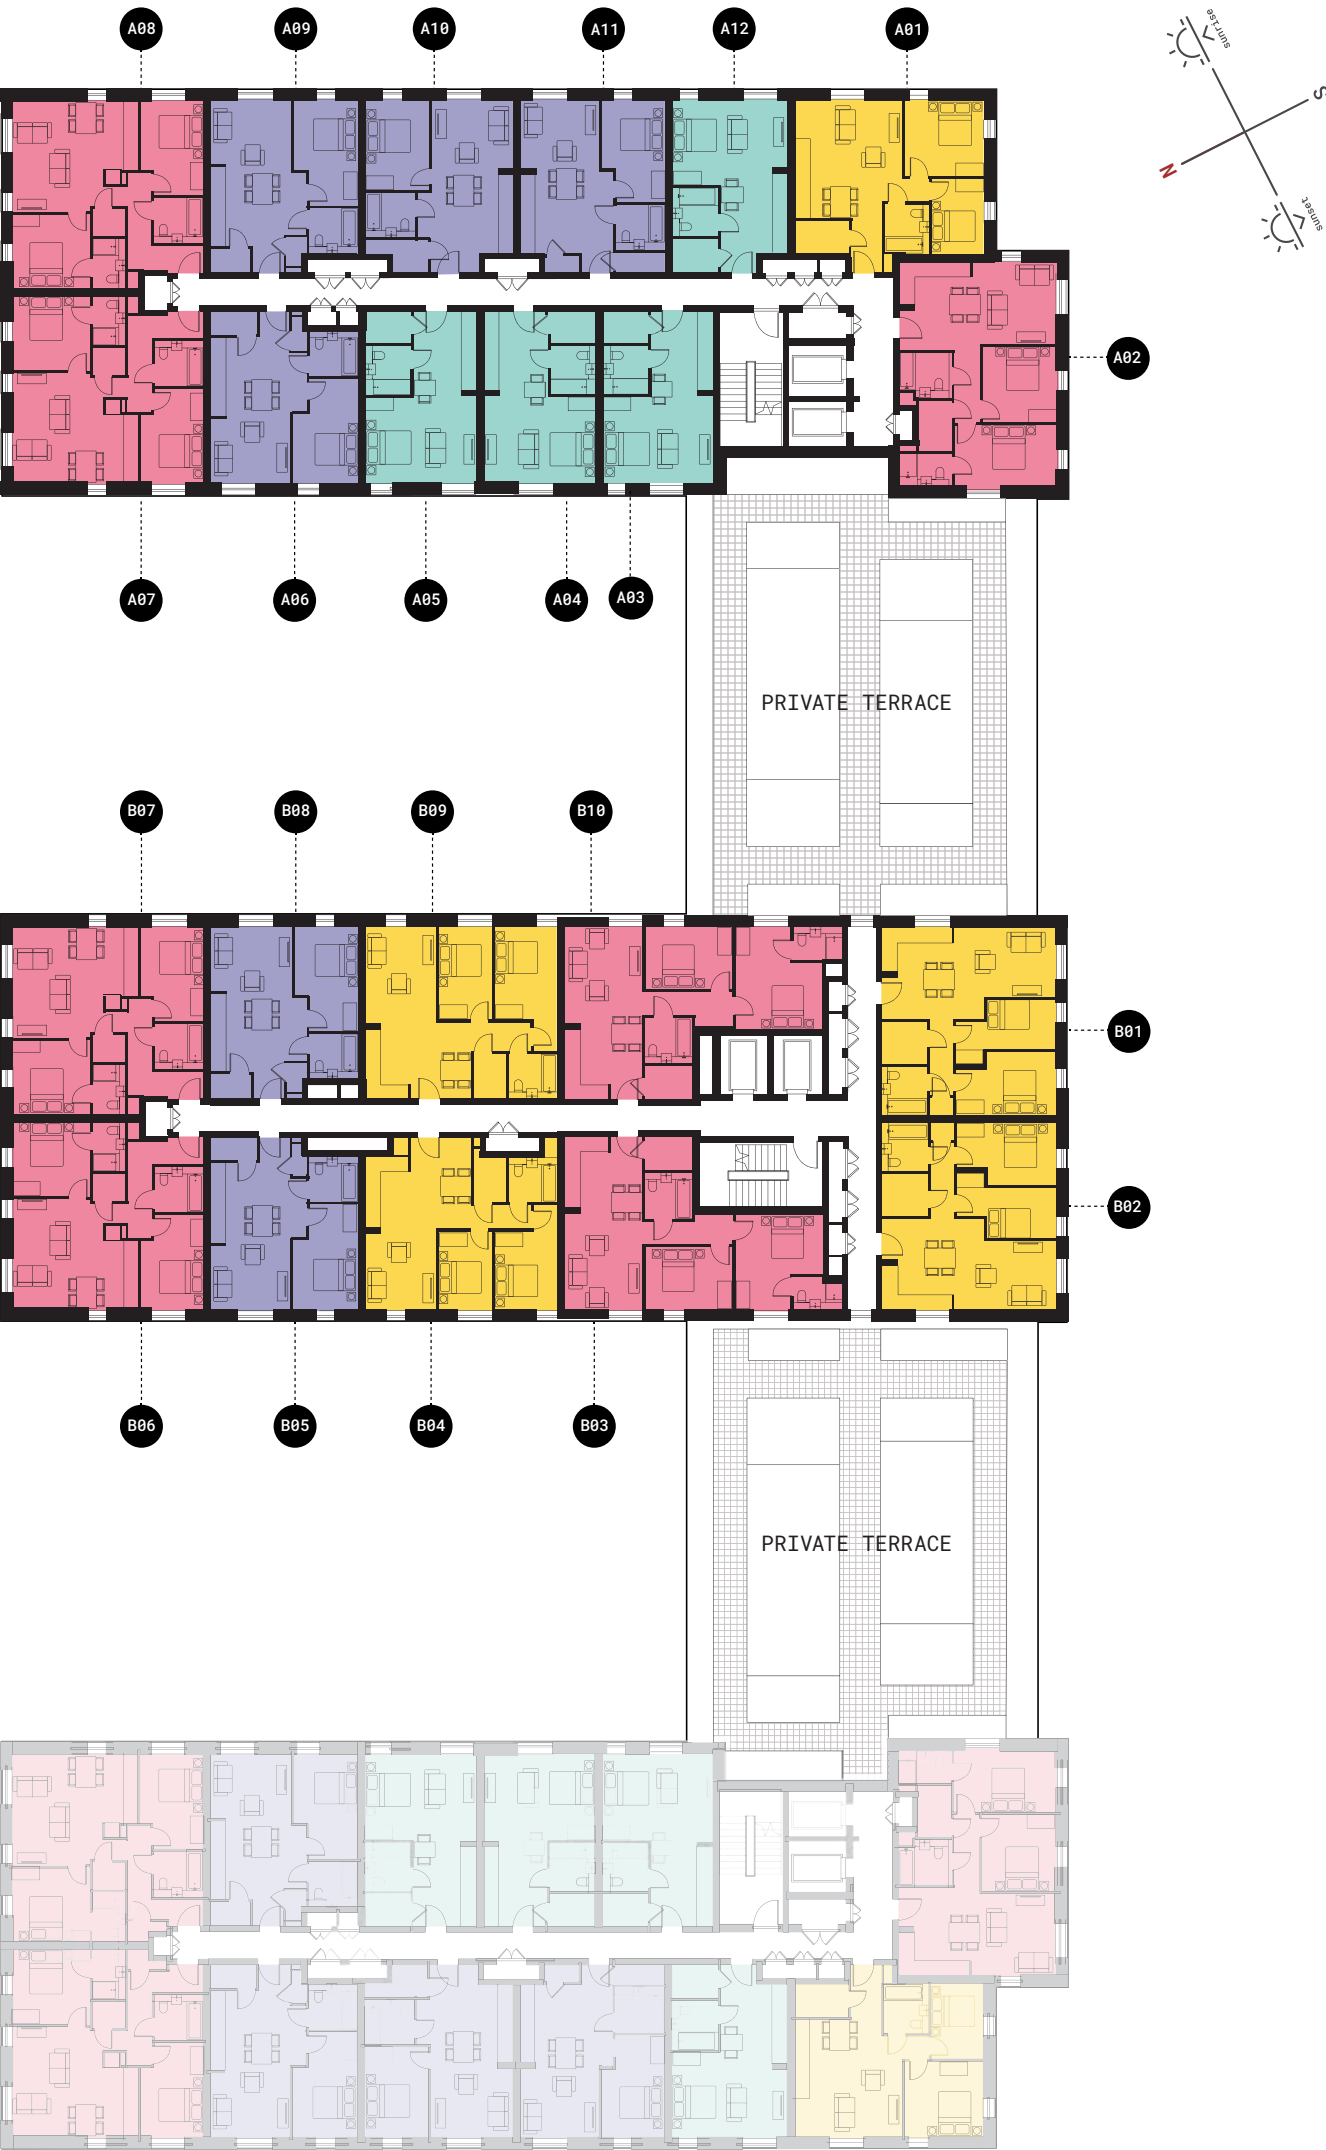 A08
A09
A10
A11
A12
A01
sunrise
S
N
sunset
A02
A07
A06
A05
A04
A03
PRIVATE TERRACE
B07
B08
B09
B10
B01
B02
B06
B05
B04
B03
PRIVATE TERRACE